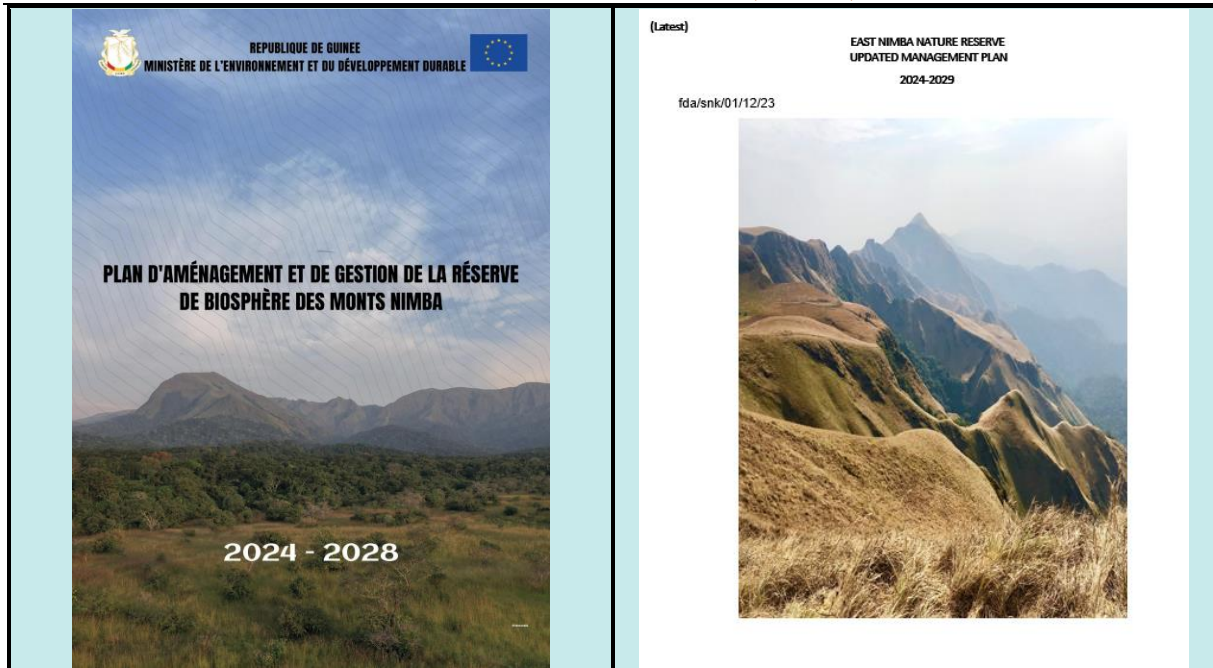 REPUBLIQUE DE GUINEE
MINISTÈRE DE L'ENVIRONNEMENT ET DU DÉVELOPPEMENT DURABLE
PLAN D'AMÉNAGEMENT ET DE GESTION DE LA RÉSERVE
DE BIOSPHÈRE DES MONTS NIMBA
2024 - 2028
(Latest)
EAST NIMBA NATURE RESERVE
UPDATED MANAGEMENT PLAN
2024-2029
fda/snk/01/12/23